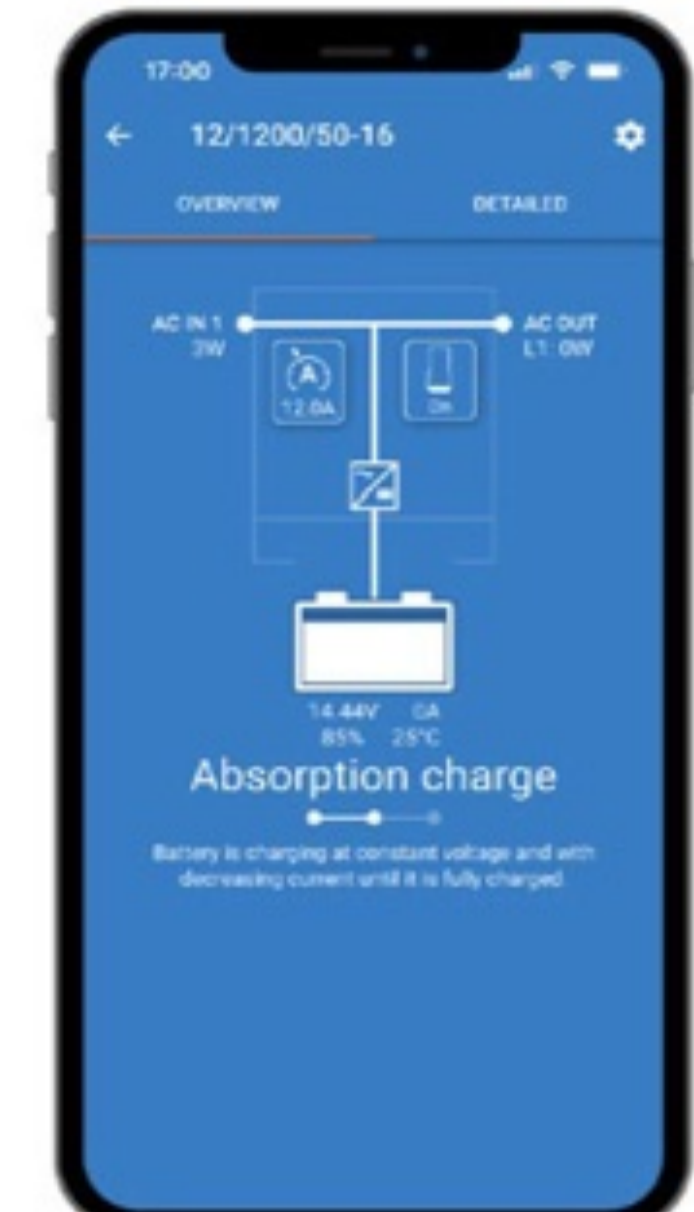 17:00
12/1200/50-16
OVERVIEW DETAILED
AC IN 1 AC OUT
3W L1: 0W
A
12.0A On
14.44V 0A
85% 25°C
Absorption charge
Battery is charging at constant voltage and with
decreasing current until it is fully charged.